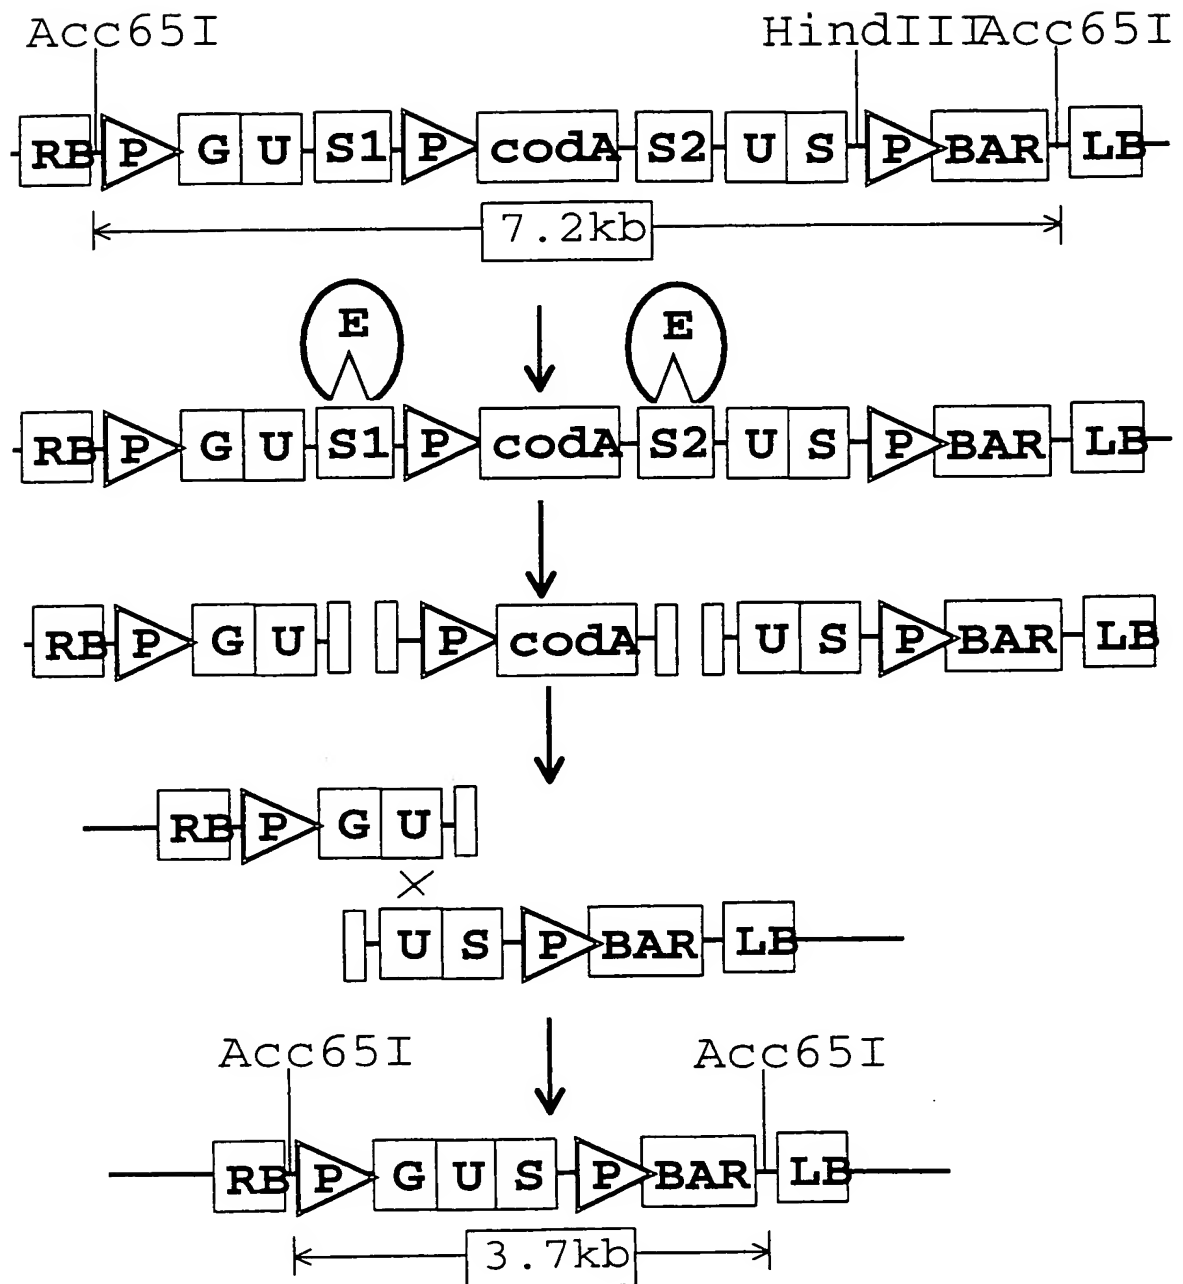 Acc65I HindIII Acc65I
RB P G U S1 P codA S2 U S P BAR LB
7.2kb
E E
RB P G U S1 P codA S2 U S P BAR LB
RB P G U P codA U S P BAR LB
RB P G U
U S P BAR LB
Acc65I Acc65I
RB P G U S P BAR LB
3.7kb